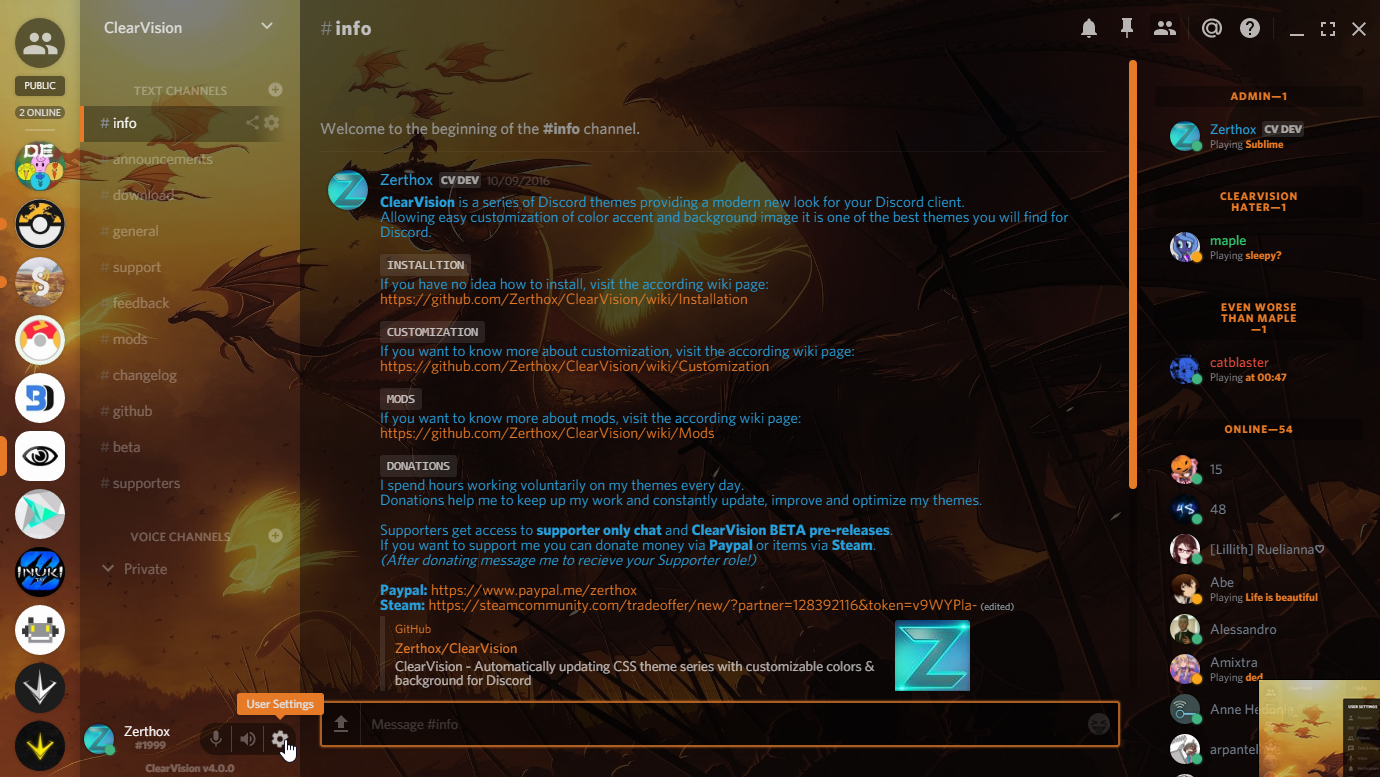 ClearVision
# info
PUBLIC
2 ONLINE
TEXT CHANNELS
# info
# announcements
# download
# general
# support
# feedback
# mods
# changelog
# github
# beta
# supporters
VOICE CHANNELS
Private
User Settings
Zerthox
#1999
ClearVision v4.0.0
Welcome to the beginning of the #info channel.
Zerthox CV DEV 10/09/2016
ClearVision is a series of Discord themes providing a modern new look for your Discord client.
Allowing easy customization of color accent and background image it is one of the best themes you will find for
Discord.
INSTALLTION
If you have no idea how to install, visit the according wiki page:
https://github.com/Zerthox/ClearVision/wiki/Installation
CUSTOMIZATION
If you want to know more about customization, visit the according wiki page:
https://github.com/Zerthox/ClearVision/wiki/Customization
MODS
If you want to know more about mods, visit the according wiki page:
https://github.com/Zerthox/ClearVision/wiki/Mods
DONATIONS
I spend hours working voluntarily on my themes every day.
Donations help me to keep up my work and constantly update, improve and optimize my themes.
Supporters get access to supporter only chat and ClearVision BETA pre-releases.
If you want to support me you can donate money via Paypal or items via Steam.
(After donating message me to recieve your Supporter role!)
Paypal: https://www.paypal.me/zerthox
Steam: https://steamcommunity.com/tradeoffer/new/?partner=128392116&token=v9WYPla- (edited)
GitHub
Zerthox/ClearVision
ClearVision - Automatically updating CSS theme series with customizable colors &
background for Discord
Message #info
ADMIN—1
Zerthox CV DEV
Playing Sublime
CLEARVISION
HATER—1
maple
Playing sleepy?
EVEN WORSE
THAN MAPLE
—1
catblaster
Playing at 00:47
ONLINE—54
15
48
[Lillith] Ruelianna♡
Abe
Playing Life is beautiful
Alessandro
Amixtra
Playing ded
Anne He
arpantel
DE
USER SETTINGS